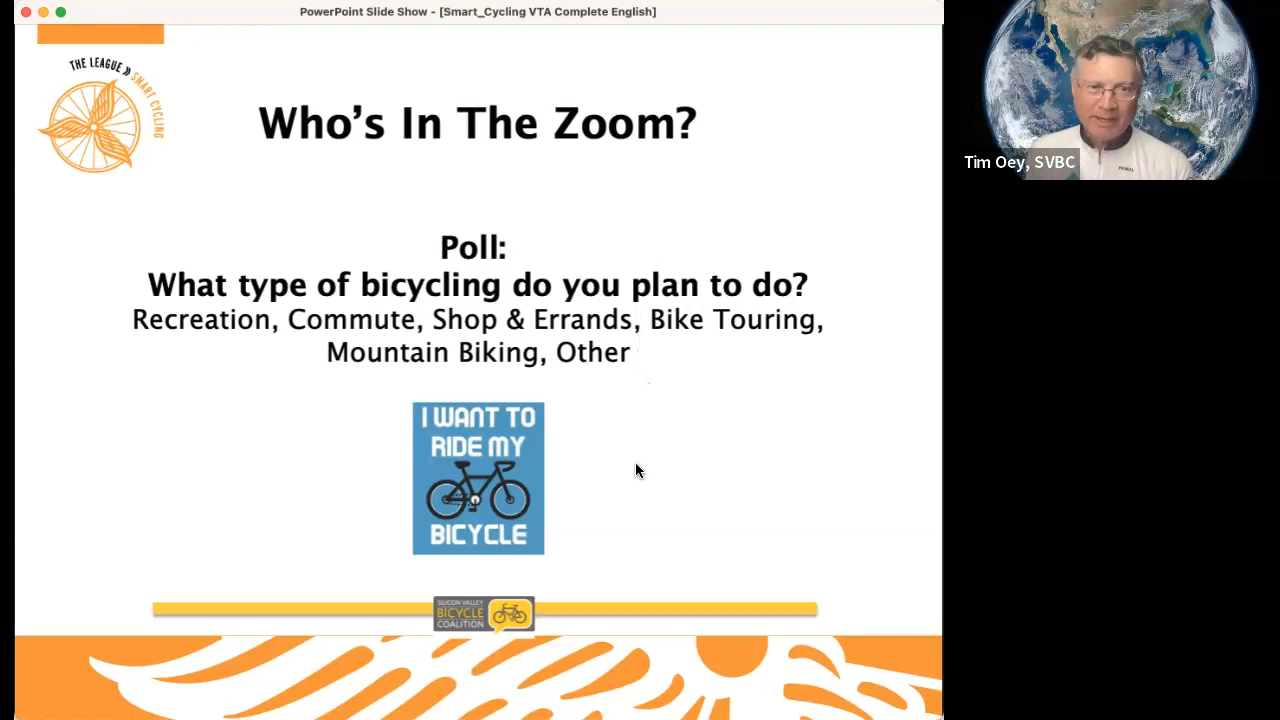 PowerPoint Slide Show - [Smart_Cycling VTA Complete English]
THE LEAGUE
SMART CYCLING
Who's In The Zoom?
Tim Oey, SVBC
Poll:
What type of bicycling do you plan to do?
Recreation, Commute, Shop & Errands, Bike Touring,
Mountain Biking, Other
I WANT TO
RIDE MY
BICYCLE
SILICON VALLEY
BICYCLE
COALITION